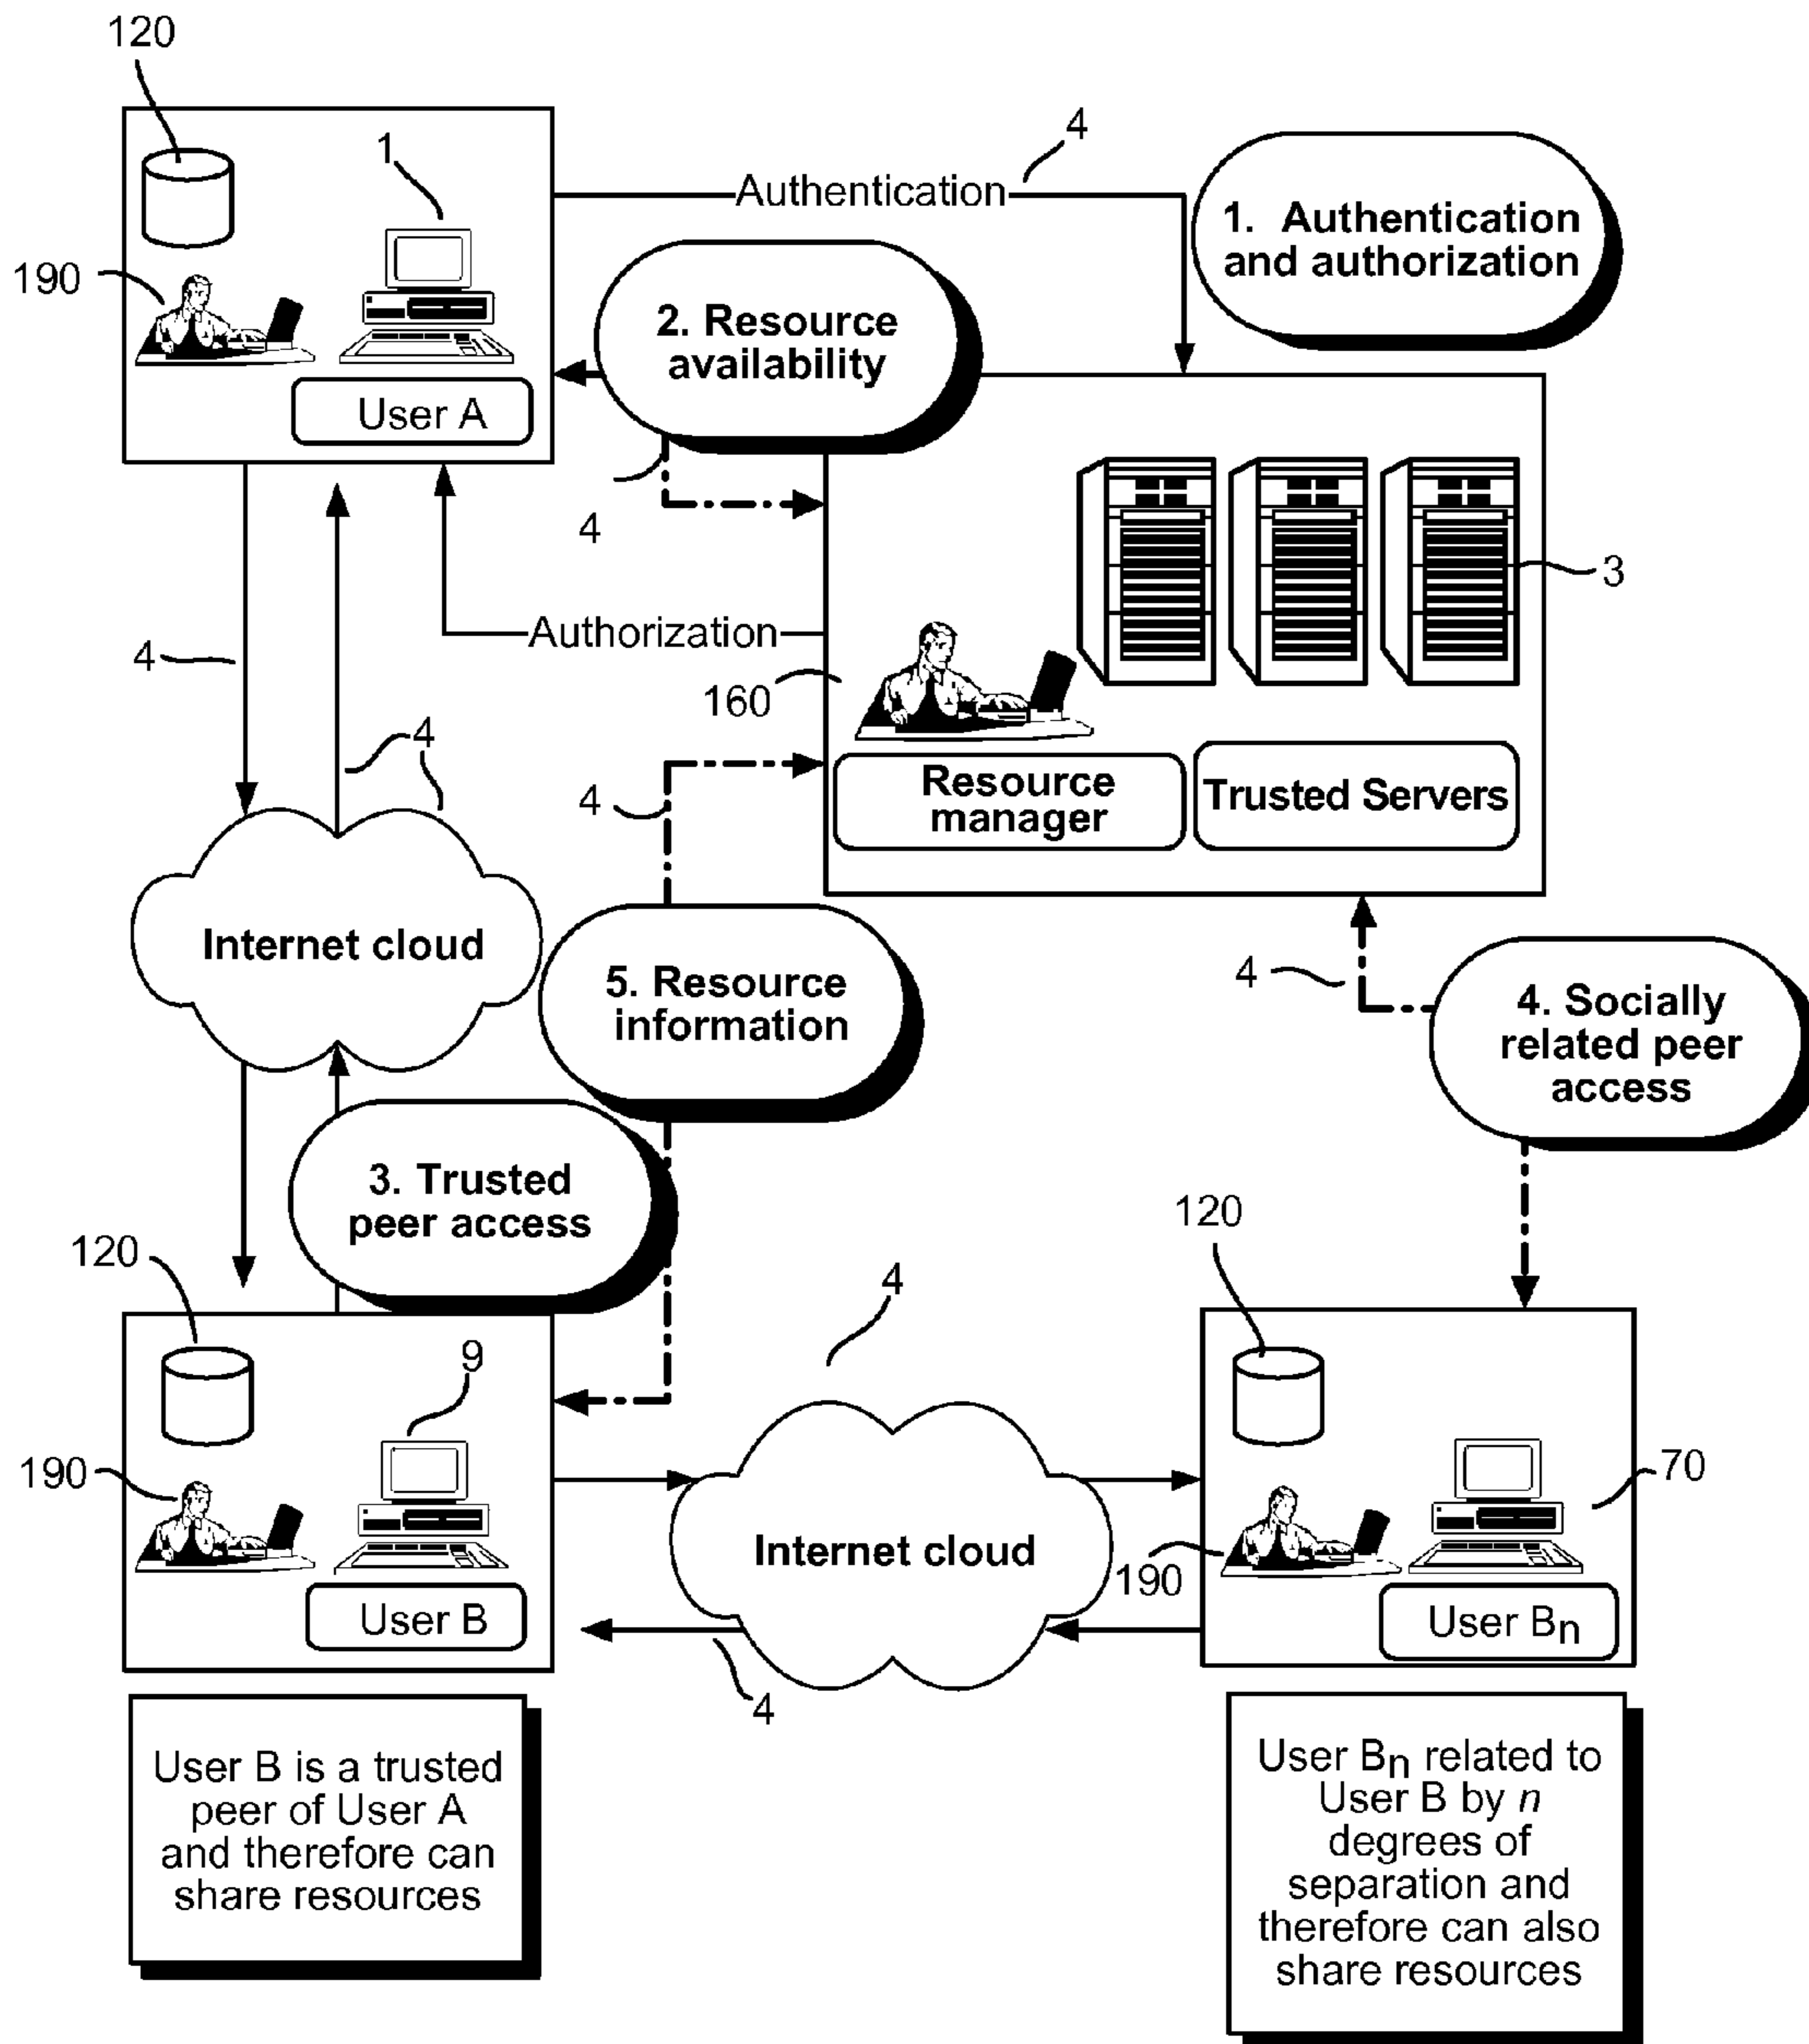 120
1
4
Authentication
1. Authentication
and authorization
190
2. Resource
availability
User A
4
3
Authorization
4
160
4
4
Resource
manager
Trusted Servers
Internet cloud
5. Resource
information
4
4. Socially
related peer
access
3. Trusted
peer access
120
120
4
9
190
70
Internet cloud
190
User B
User Bn
4
User B is a trusted
peer of User A
and therefore can
share resources
User Bn related to
User B by n
degrees of
separation and
therefore can also
share resources